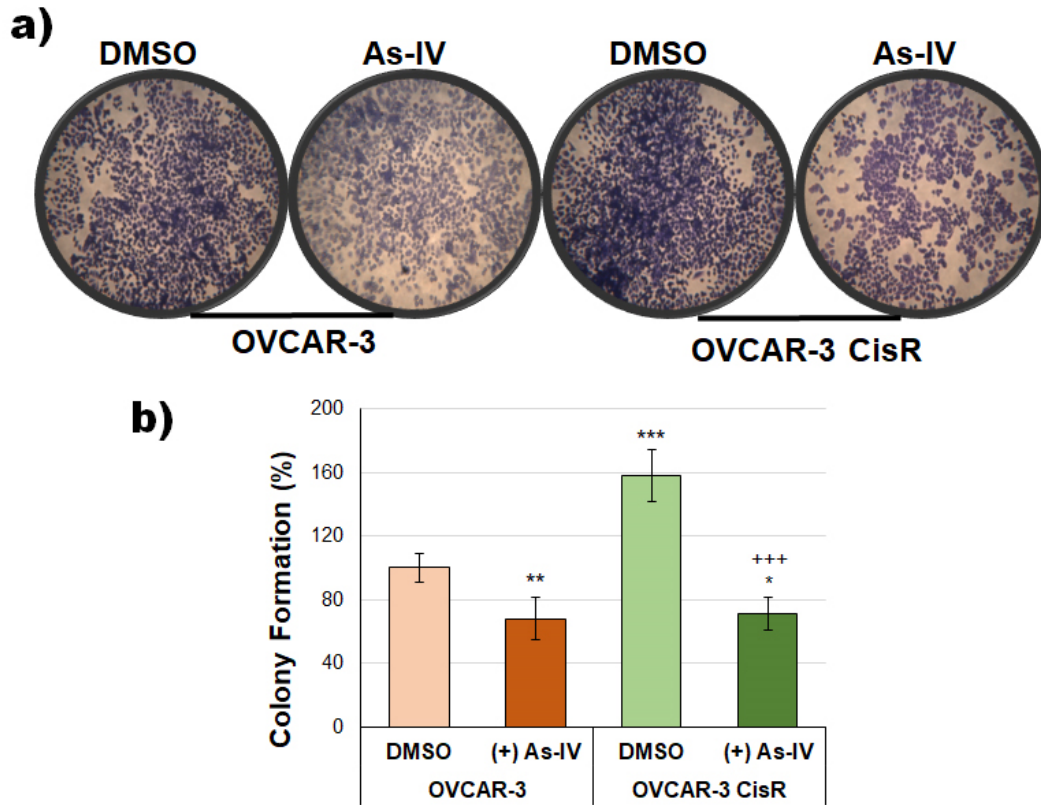 a)
DMSO As-IV DMSO As-IV
OVCAR-3 OVCAR-3 CisR
b)
Colony Formation (%)
200
160
120
80
40
0
**
***
+++
*
DMSO (+) As-IV DMSO (+) As-IV
OVCAR-3 OVCAR-3 CisR